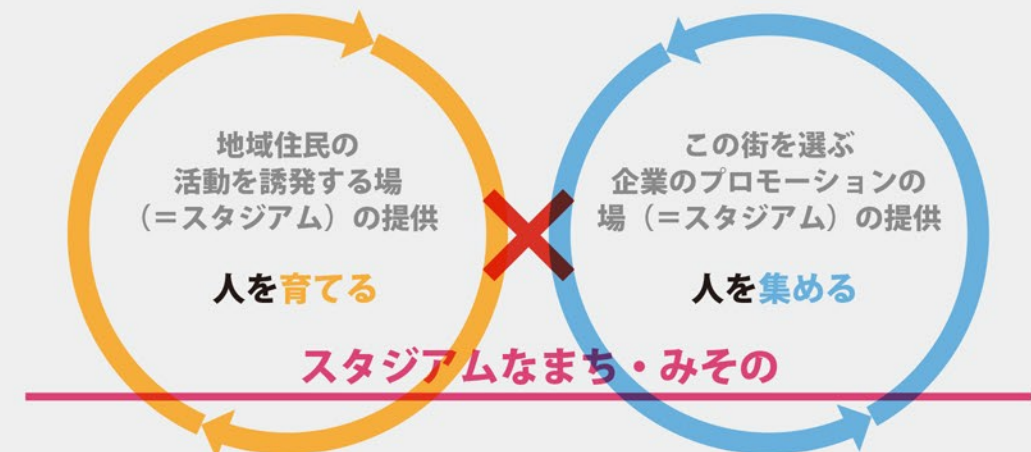 地域住民の
活動を誘発する場
（＝スタジアム）の提供
人を育てる
この街を選ぶ
企業のプロモーションの
場（＝スタジアム）の提供
人を集める
スタジアムなまち・みその